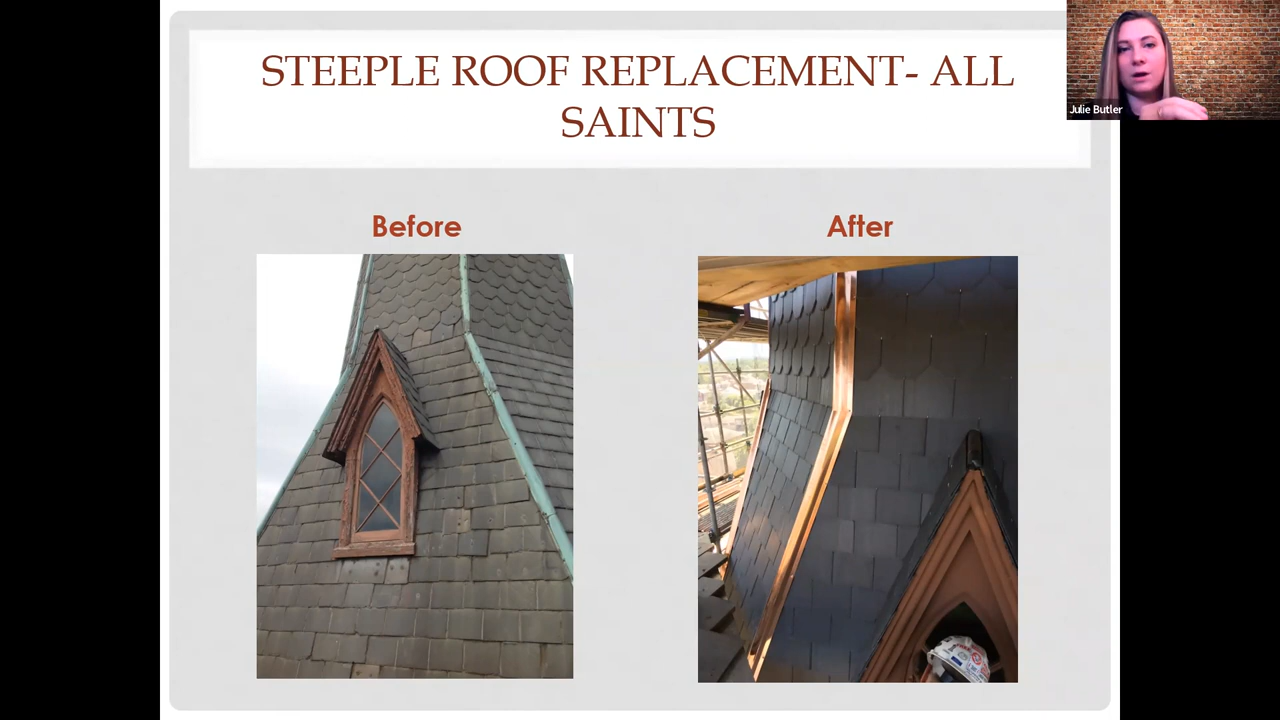 STEEPLE ROOF REPLACEMENT- ALL
SAINTS
Julie Butler
Before
After